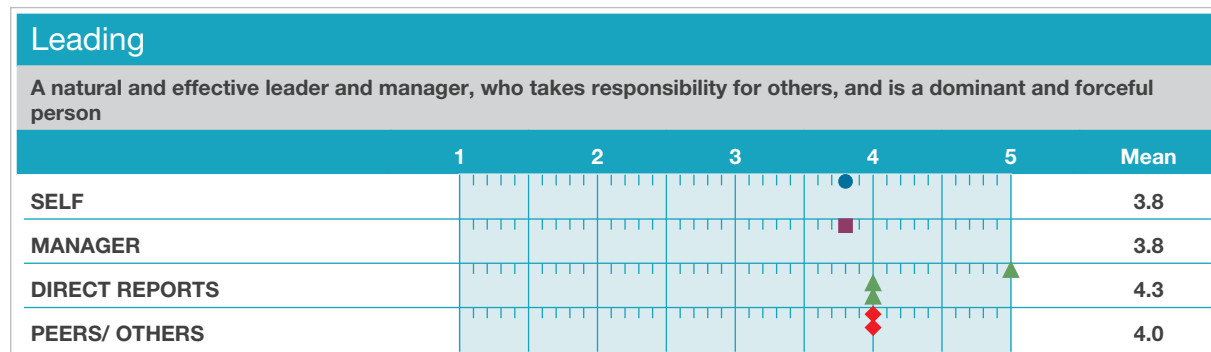 Leading
A natural and effective leader and manager, who takes responsibility for others, and is a dominant and forceful
person
1 2 3 4 5 Mean
SELF 3.8
MANAGER 3.8
DIRECT REPORTS 4.3
PEERS/ OTHERS 4.0